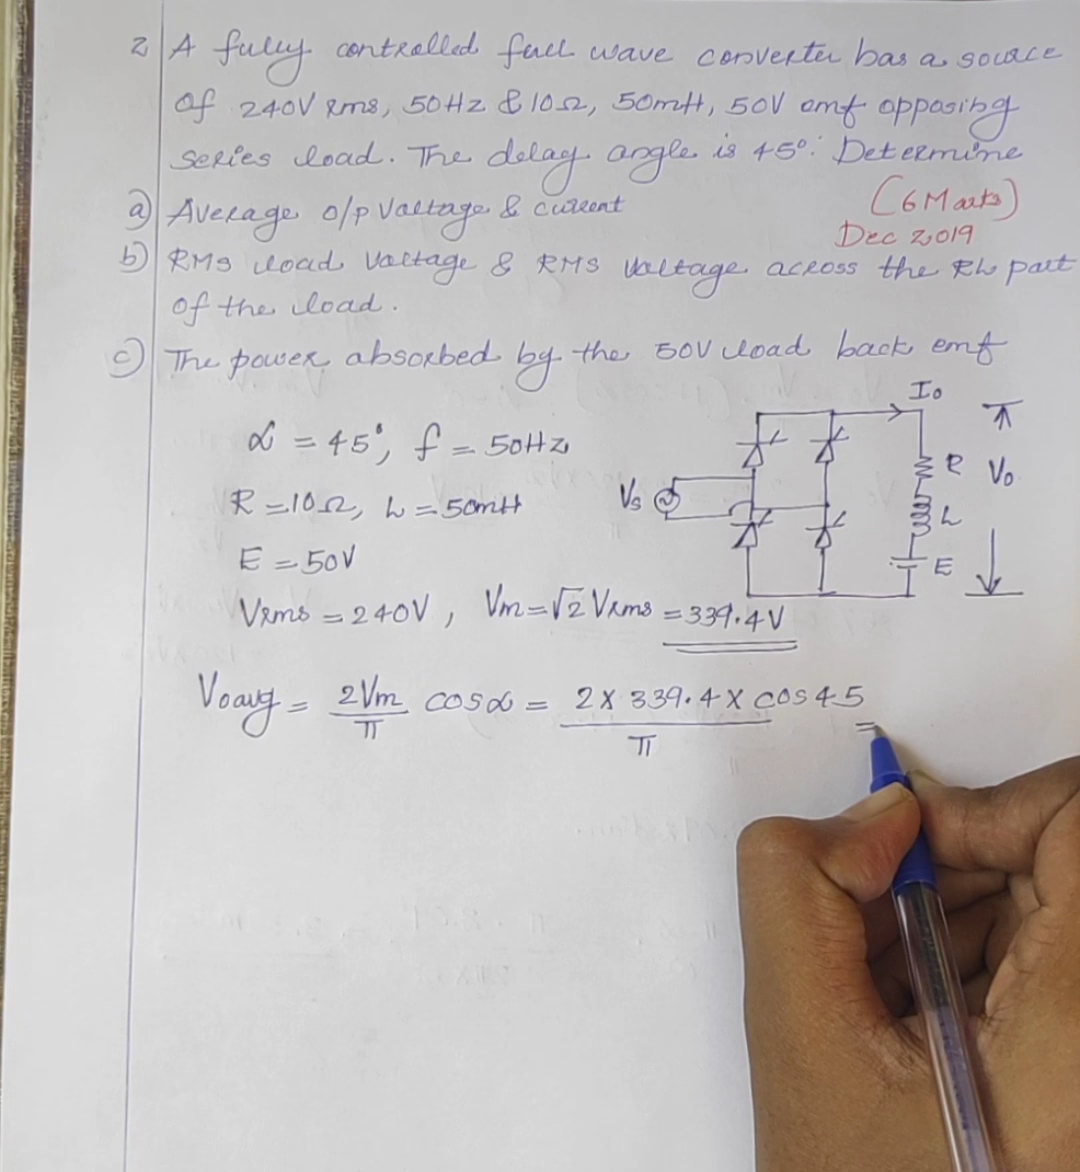 2 A fully controlled full wave converter has a source
of 240V rms, 50Hz & 10Ω, 50mH, 50V emf opposing
series load. The delay angle is 45°. Determine
a) Average o/p Voltage & current (6 Marks)
Dec 2019
b) RMS load Voltage & RMS Voltage across the RL part
of the load.
c) The power absorbed by the 50V load back emf
α = 45°, f = 50Hz
R = 10Ω, L = 50mH
E = 50V
Vrms = 240V, Vm = √2 Vrms = 339.4V
Io
Vs
R
L
E
Vo
Voavg = 2Vm/π cosα = 2 x 339.4 x cos 45/π =